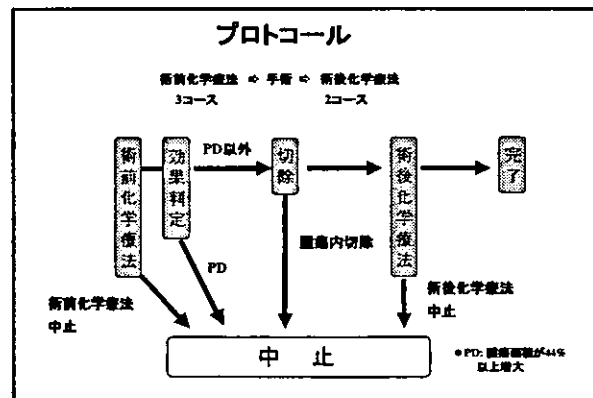 プロトコール
術前化学療法 ⇨ 手術 ⇨ 術後化学療法
3コース 2コース
術前化学療法
効果判定
PD以外
切除
術後化学療法
完了
腫瘍内切除
PD
術前化学療法
中止
術後化学療法
中止
中 止
*PD: 腫瘍面積が44%
以上増大